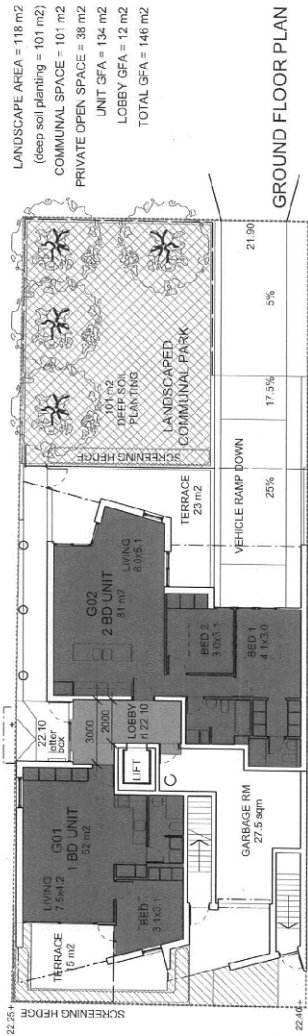 LANDSCAPE AREA = 118 m2
(deep soil planting = 101 m2)
COMMUNAL SPACE = 101 m2
PRIVATE OPEN SPACE = 38 m2
UNIT GFA = 134 m2
LOBBY GFA = 12 m2
TOTAL GFA = 146 m2
GROUND FLOOR PLAN
22.25 +
SCREENING HEDGE
TERRACE
15 m2
LIVING
7.5x4.2
G01
1 BD UNIT
52 m2
BED
3.1x3.1
22.10
letter
box
3000
2000
LOBBY
rl 22.10
LIFT
G02
2 BD UNIT
81 m2
LIVING
6.0x5.1
BED 2
3.0x3.1
BED 1
4.1x3.0
GARBAGE RM
27.5 sqm
TERRACE
23 m2
SCREENING HEDGE
101 m2
DEEP SOIL
PLANTING
LANDSCAPED
COMMUNAL PARK
VEHICLE RAMP DOWN
25%
17.5%
5%
21.90
22.40